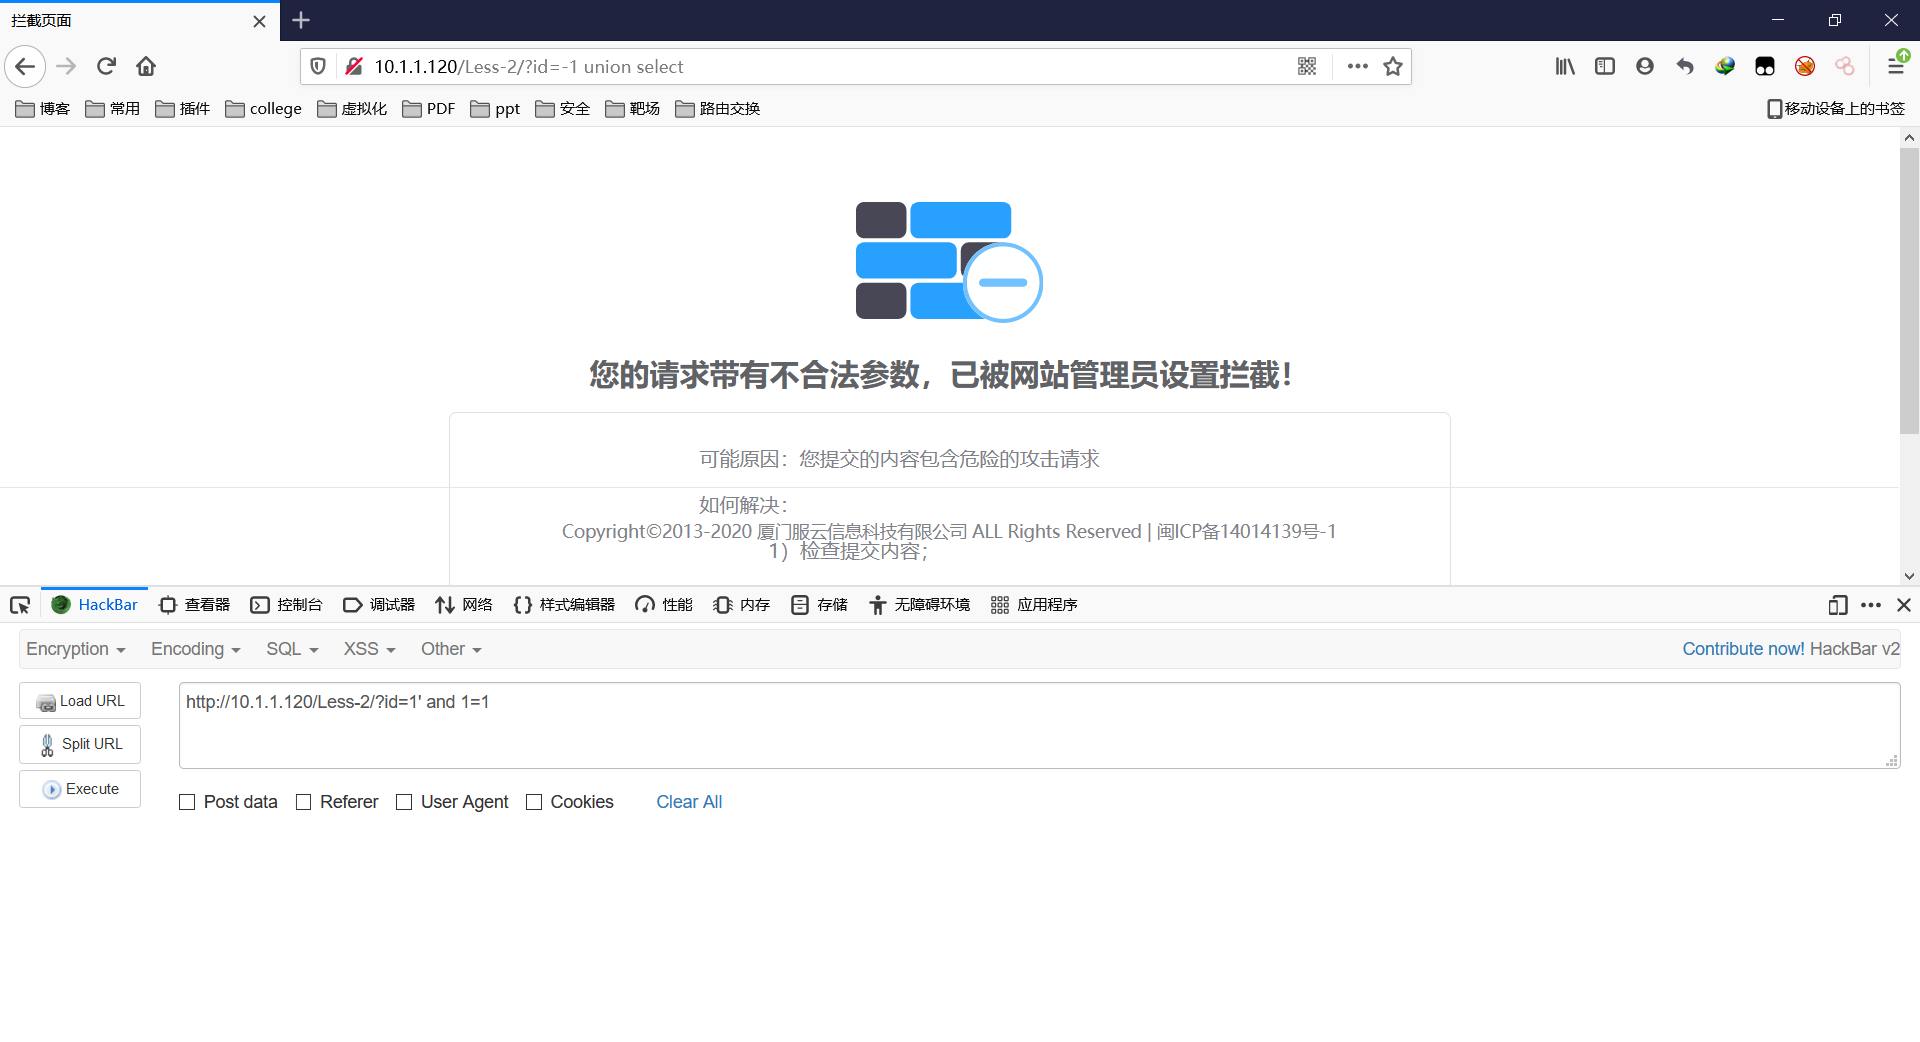 拦截页面
10.1.1.120/Less-2/?id=-1 union select
博客 常用 插件 college 虚拟化 PDF ppt 安全 靶场 路由交换 移动设备上的书签
您的请求带有不合法参数，已被网站管理员设置拦截！
可能原因：您提交的内容包含危险的攻击请求
如何解决：
Copyright©2013-2020 厦门服云信息科技有限公司 ALL Rights Reserved | 闽ICP备14014139号-1
1）检查提交内容；
HackBar 查看器 控制台 调试器 网络 样式编辑器 性能 内存 存储 无障碍环境 应用程序
Encryption Encoding SQL XSS Other Contribute now! HackBar v2
Load URL http://10.1.1.120/Less-2/?id=1' and 1=1
Split URL
Execute
Post data Referer User Agent Cookies Clear All